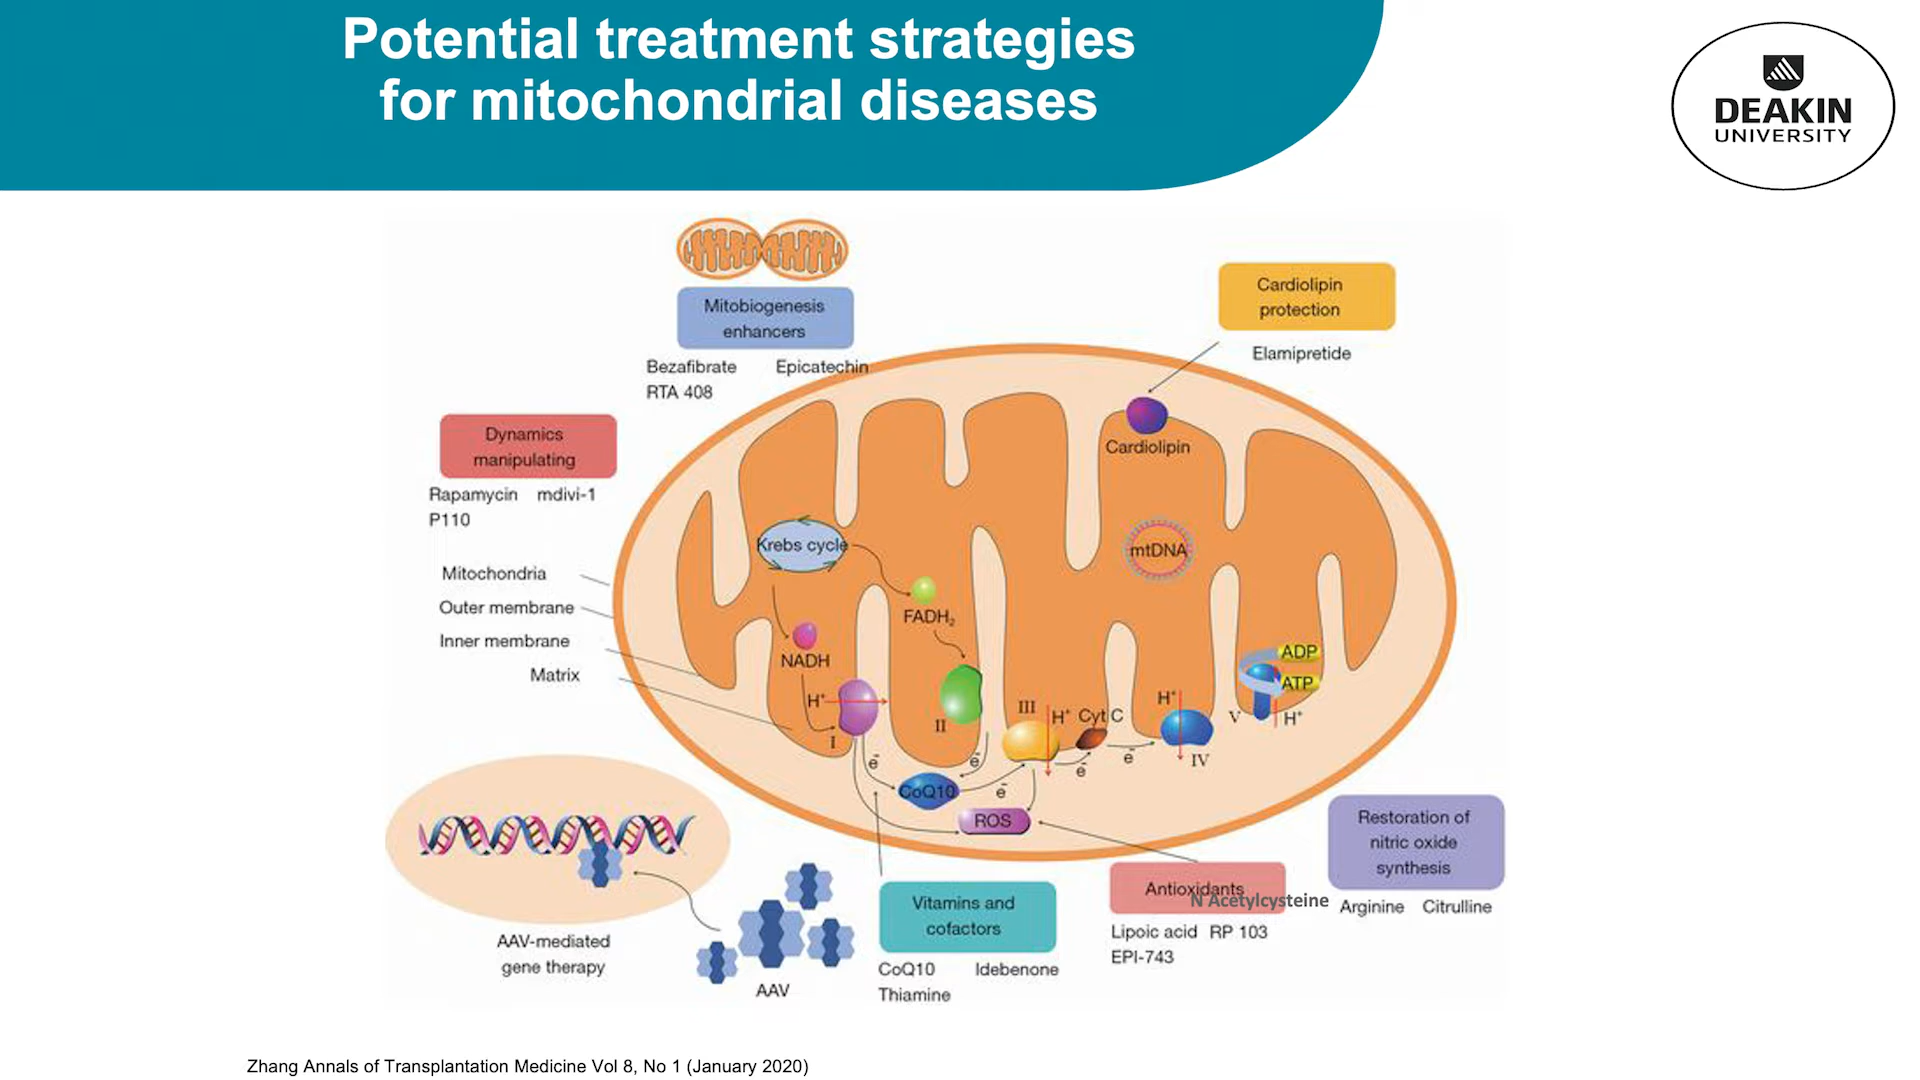 Potential treatment strategies
for mitochondrial diseases
DEAKIN
UNIVERSITY
Mitobiogenesis
enhancers
Bezafibrate Epicatechin
RTA 408
Cardiolipin
protection
Elamipretide
Dynamics
manipulating
Rapamycin mdivi-1
P110
Cardiolipin
Krebs cycle
mtDNA
Mitochondria
Outer membrane
Inner membrane
Matrix
FADH₂
NADH
H⁺
I
II
III
H⁺
Cyt C
H⁺
IV
V
H⁺
ADP
ATP
e⁻
e⁻
e⁻
e⁻
e⁻
CoQ10
ROS
AAV-mediated
gene therapy
AAV
Vitamins and
cofactors
CoQ10 Idebenone
Thiamine
Antioxidants
N Acetylcysteine
Lipoic acid RP 103
EPI-743
Restoration of
nitric oxide
synthesis
Arginine Citrulline
Zhang Annals of Transplantation Medicine Vol 8, No 1 (January 2020)